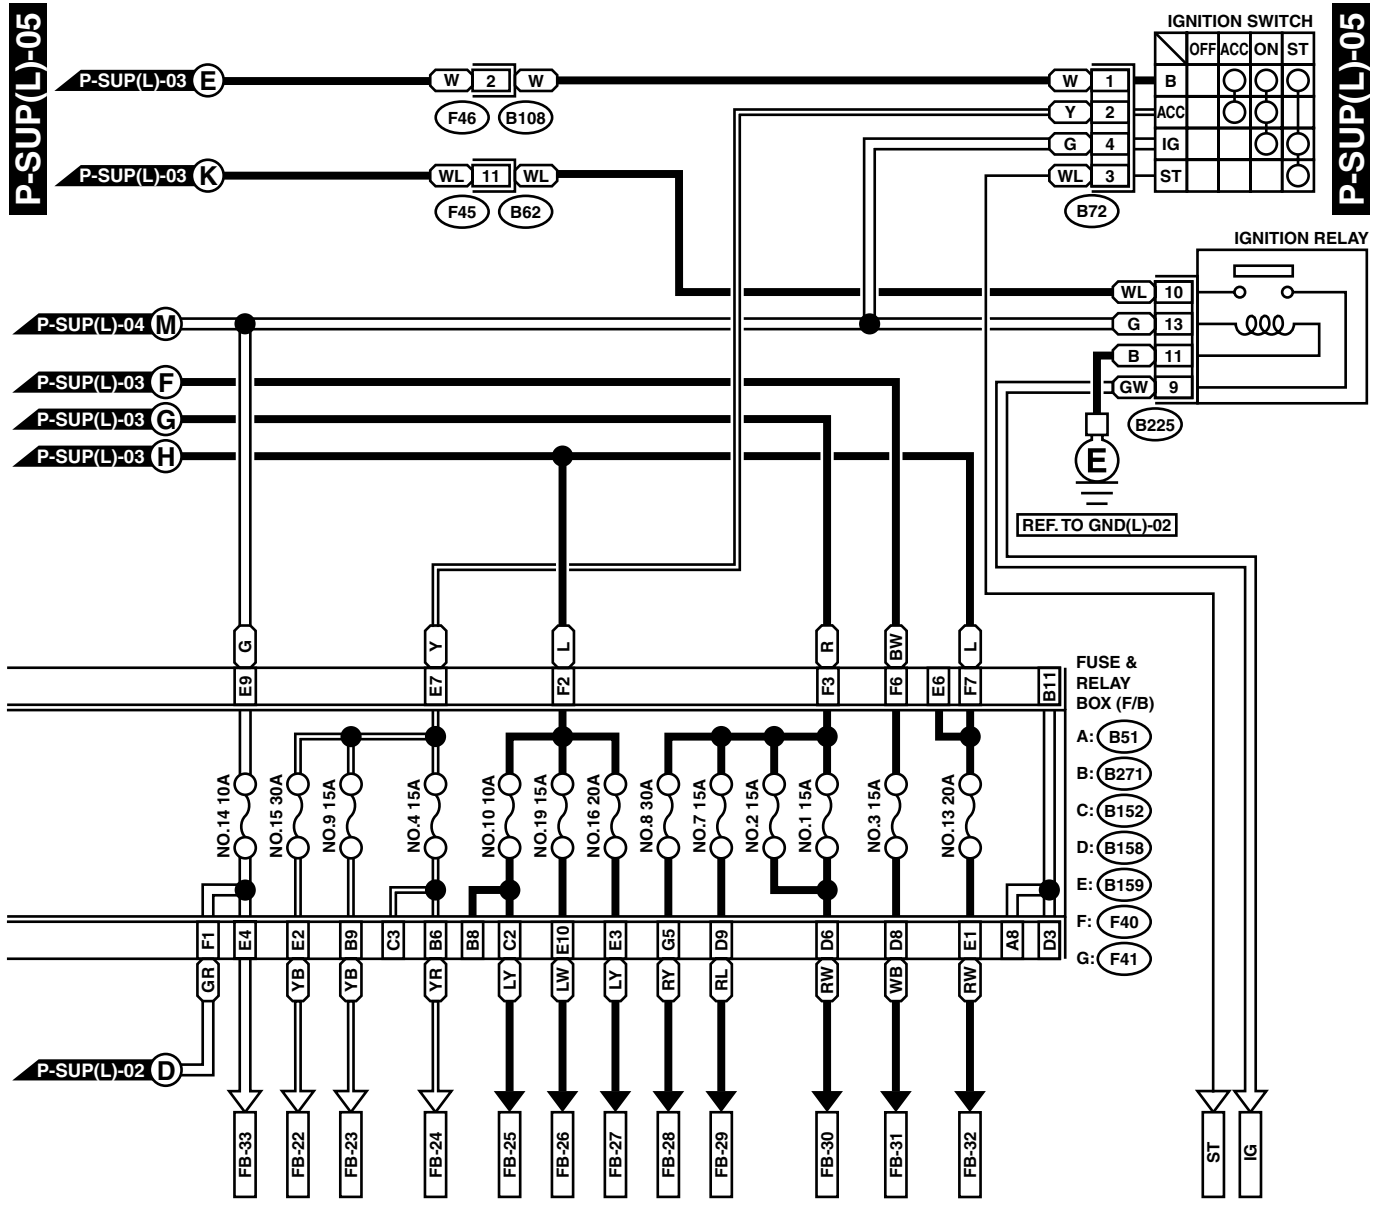 P-SUP(L)-05
P-SUP(L)-05
IGNITION SWITCH
OFF ACC ON ST
P-SUP(L)-03 E W 2 W W 1 B
F46 B108 Y 2 ACC
G 4 IG
P-SUP(L)-03 K WL 11 WL WL 3 ST
F45 B62 B72
IGNITION RELAY
WL 10
P-SUP(L)-04 M G 13
B 11
P-SUP(L)-03 F GW 9
P-SUP(L)-03 G B225
P-SUP(L)-03 H E
REF. TO GND(L)-02
G Y L R BW L
E9 E7 F2 F3 F6 E6 F7 B11
FUSE &
RELAY
BOX (F/B)
A: B51
B: B271
C: B152
D: B158
E: B159
F: F40
G: F41
NO.14 10A
NO.15 30A
NO.9 15A
NO.4 15A
NO.10 10A
NO.19 15A
NO.16 20A
NO.8 30A
NO.7 15A
NO.2 15A
NO.1 15A
NO.3 15A
NO.13 20A
F1 E4 E2 B9 C3 B6 B8 C2 E10 E3 G5 D9 D6 D8 E1 A8 D3
GR YB YB YR LY LW LY RY RL RW WB RW
P-SUP(L)-02 D
FB-33 FB-22 FB-23 FB-24 FB-25 FB-26 FB-27 FB-28 FB-29 FB-30 FB-31 FB-32 ST IG